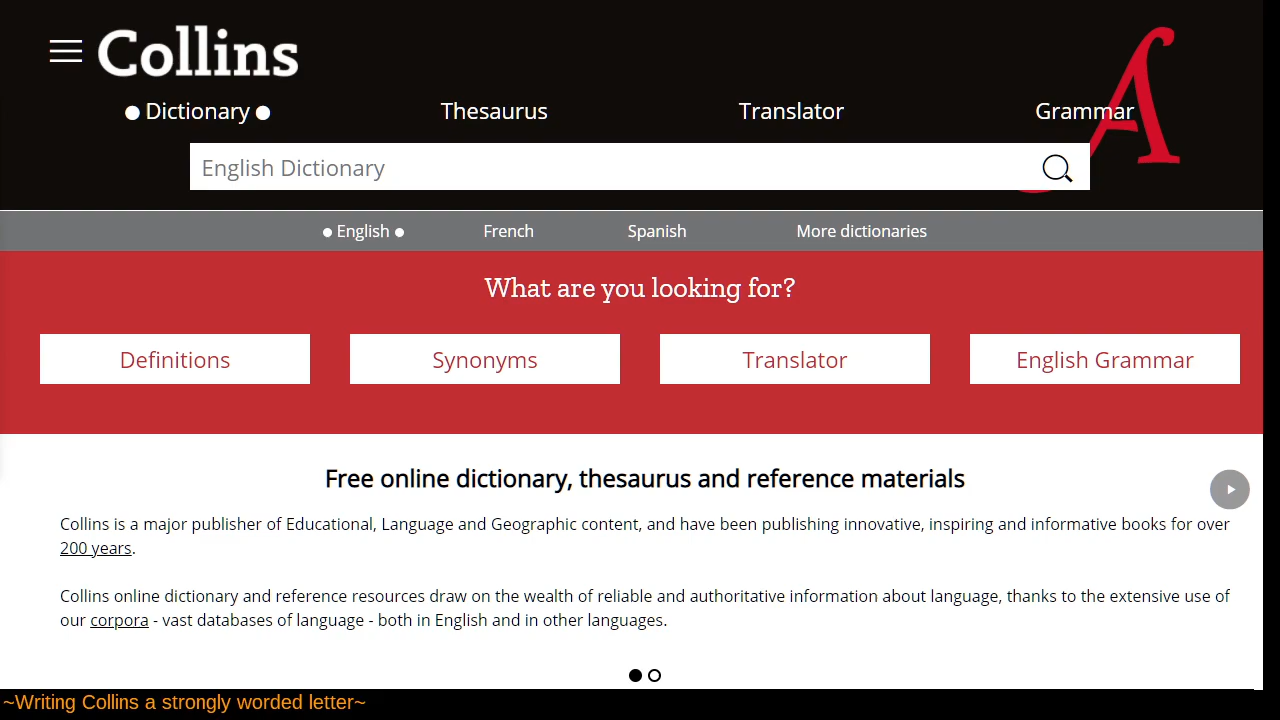 Collins
Dictionary Thesaurus Translator Grammar
English Dictionary
English French Spanish More dictionaries
What are you looking for?
Definitions Synonyms Translator English Grammar
Free online dictionary, thesaurus and reference materials
Collins is a major publisher of Educational, Language and Geographic content, and have been publishing innovative, inspiring and informative books for over
200 years.
Collins online dictionary and reference resources draw on the wealth of reliable and authoritative information about language, thanks to the extensive use of
our corpora - vast databases of language - both in English and in other languages.
~Writing Collins a strongly worded letter~